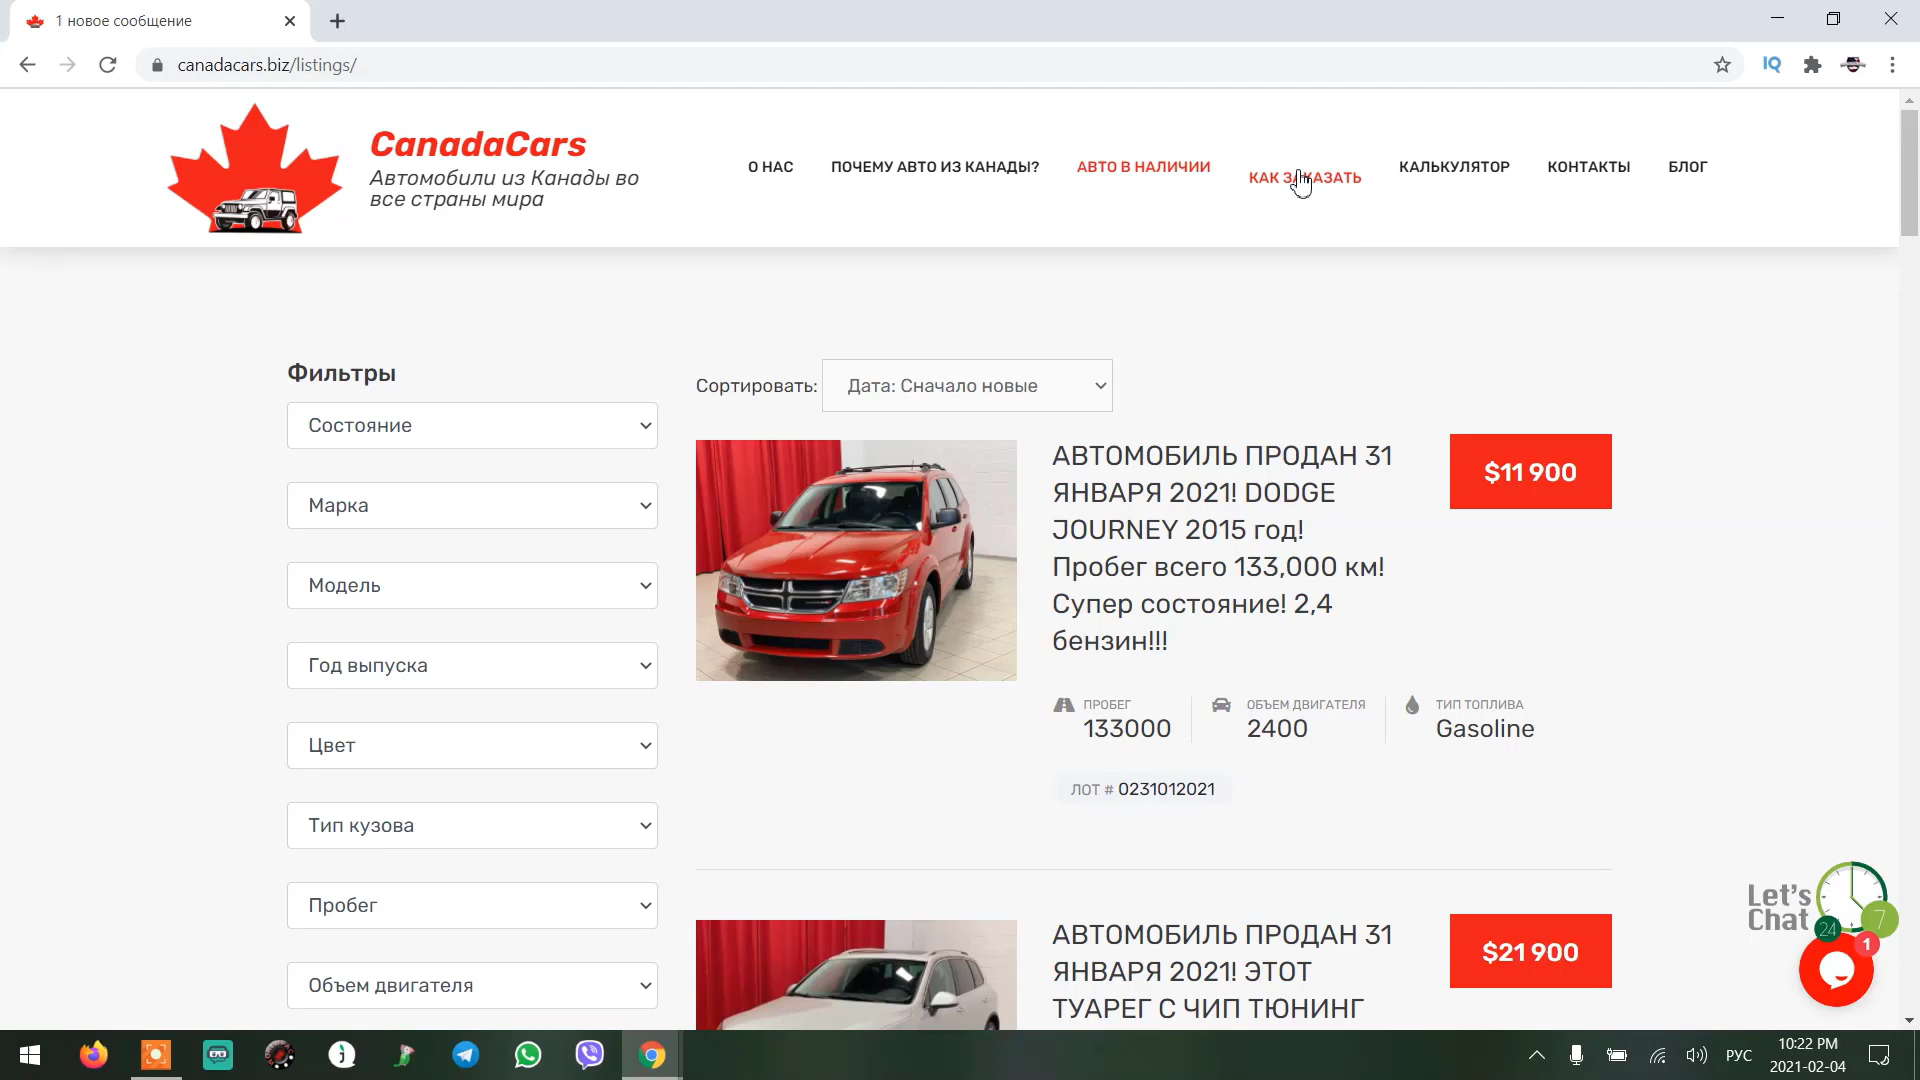 1 новое сообщение
canadacars.biz/listings/
IQ
CanadaCars
Автомобили из Канады во
все страны мира
О НАС
ПОЧЕМУ АВТО ИЗ КАНАДЫ?
АВТО В НАЛИЧИИ
КАК ЗАКАЗАТЬ
КАЛЬКУЛЯТОР
КОНТАКТЫ
БЛОГ
Фильтры
Состояние
Марка
Модель
Год выпуска
Цвет
Тип кузова
Пробег
Объем двигателя
Сортировать:
Дата: Сначало новые
АВТОМОБИЛЬ ПРОДАН 31
ЯНВАРЯ 2021! DODGE
JOURNEY 2015 год!
Пробег всего 133,000 км!
Супер состояние! 2,4
бензин!!!
$11 900
ПРОБЕГ
133000
ОБЪЕМ ДВИГАТЕЛЯ
2400
ТИП ТОПЛИВА
Gasoline
ЛОТ # 0231012021
АВТОМОБИЛЬ ПРОДАН 31
ЯНВАРЯ 2021! ЭТОТ
ТУАРЕГ С ЧИП ТЮНИНГ
$21 900
Let's
Chat
24
7
1
РУС
10:22 PM
2021-02-04